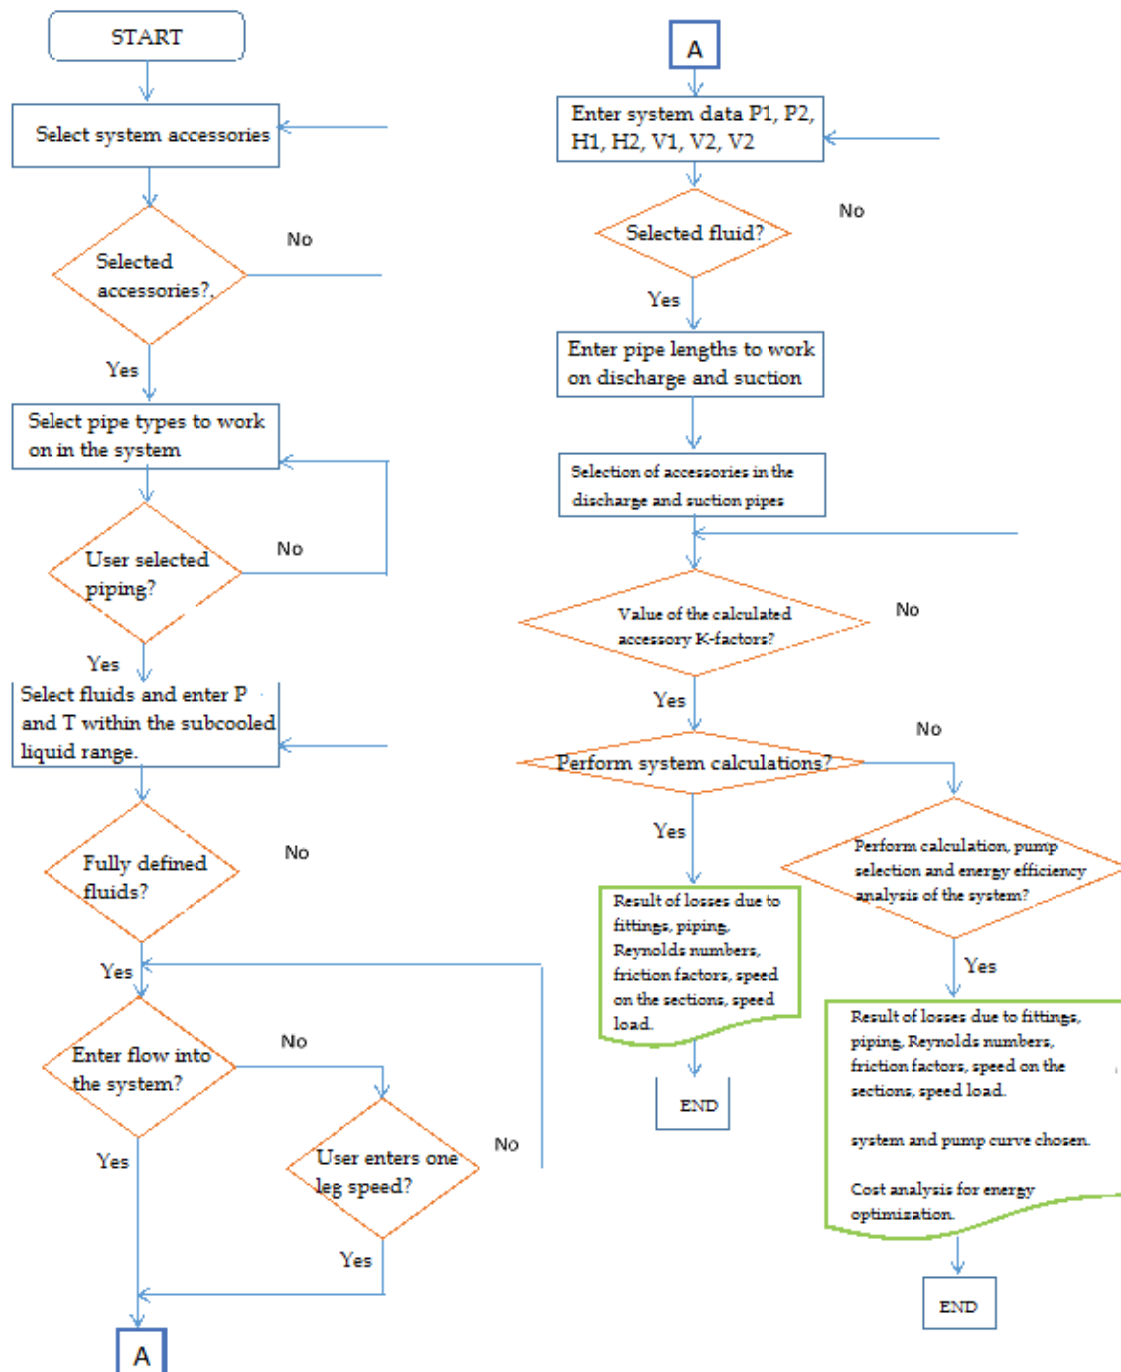 START
Select system accessories
No
Selected
accessories?.
Yes
Select pipe types to work
on in the system
User selected
piping?
No
Yes
Select fluids and enter P
and T within the subcooled
liquid range.
No
Fully defined
fluids?
Yes
Enter flow into
the system?
No
Yes
User enters one
leg speed?
No
Yes
A
A
Enter system data P1, P2,
H1, H2, V1, V2, V2
No
Selected fluid?
Yes
Enter pipe lengths to work
on discharge and suction
Selection of accessories in the
discharge and suction pipes
Value of the calculated
accessory K-factors?
No
Yes
No
Perform system calculations?
Yes
Perform calculation, pump
selection and energy efficiency
analysis of the system?
Yes
Result of losses due to
fittings, piping,
Reynolds numbers,
friction factors, speed
on the sections, speed
load.
END
Result of losses due to fittings,
piping, Reynolds numbers,
friction factors, speed on the
sections, speed load.
system and pump curve chosen.
Cost analysis for energy
optimization.
END